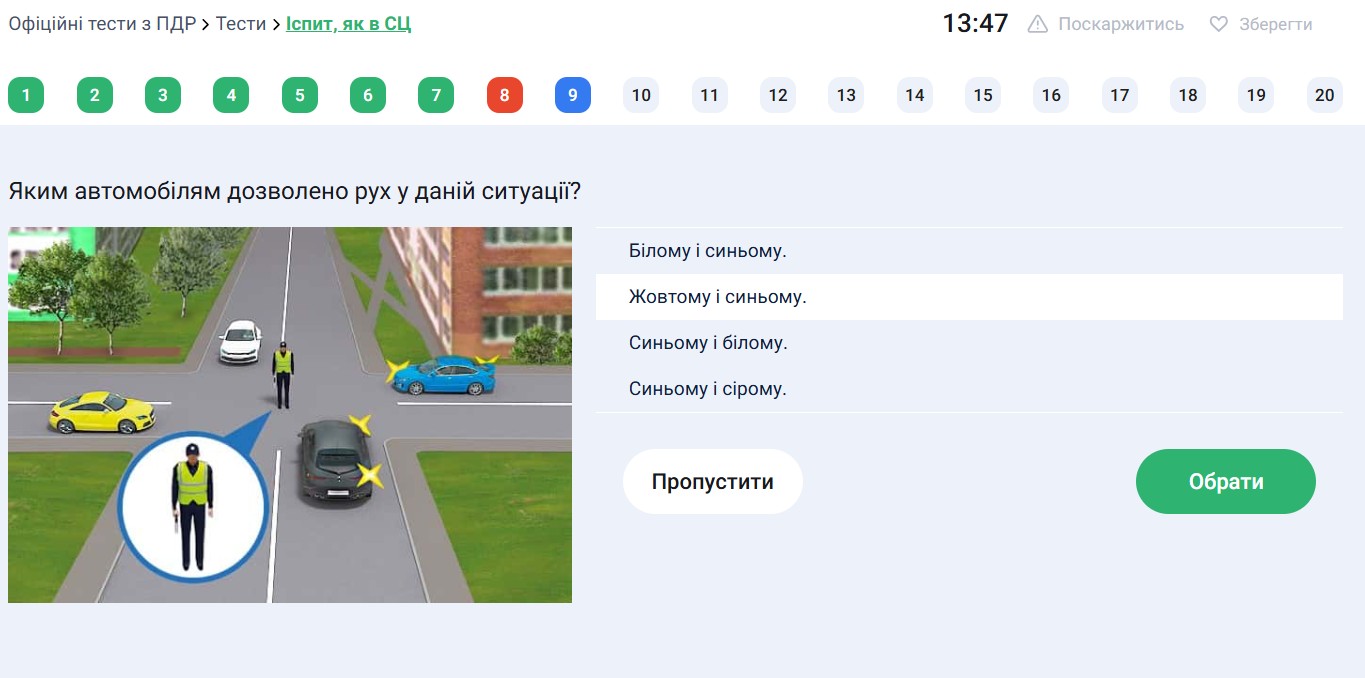 Офіційні тести з ПДР > Тести > Іспит, як в СЦ
13:47 Поскаржитись Зберегти
1 2 3 4 5 6 7 8 9 10 11 12 13 14 15 16 17 18 19 20
Яким автомобілям дозволено рух у даній ситуації?
Білому і синьому.
Жовтому і синьому.
Синьому і білому.
Синьому і сірому.
Пропустити Обрати